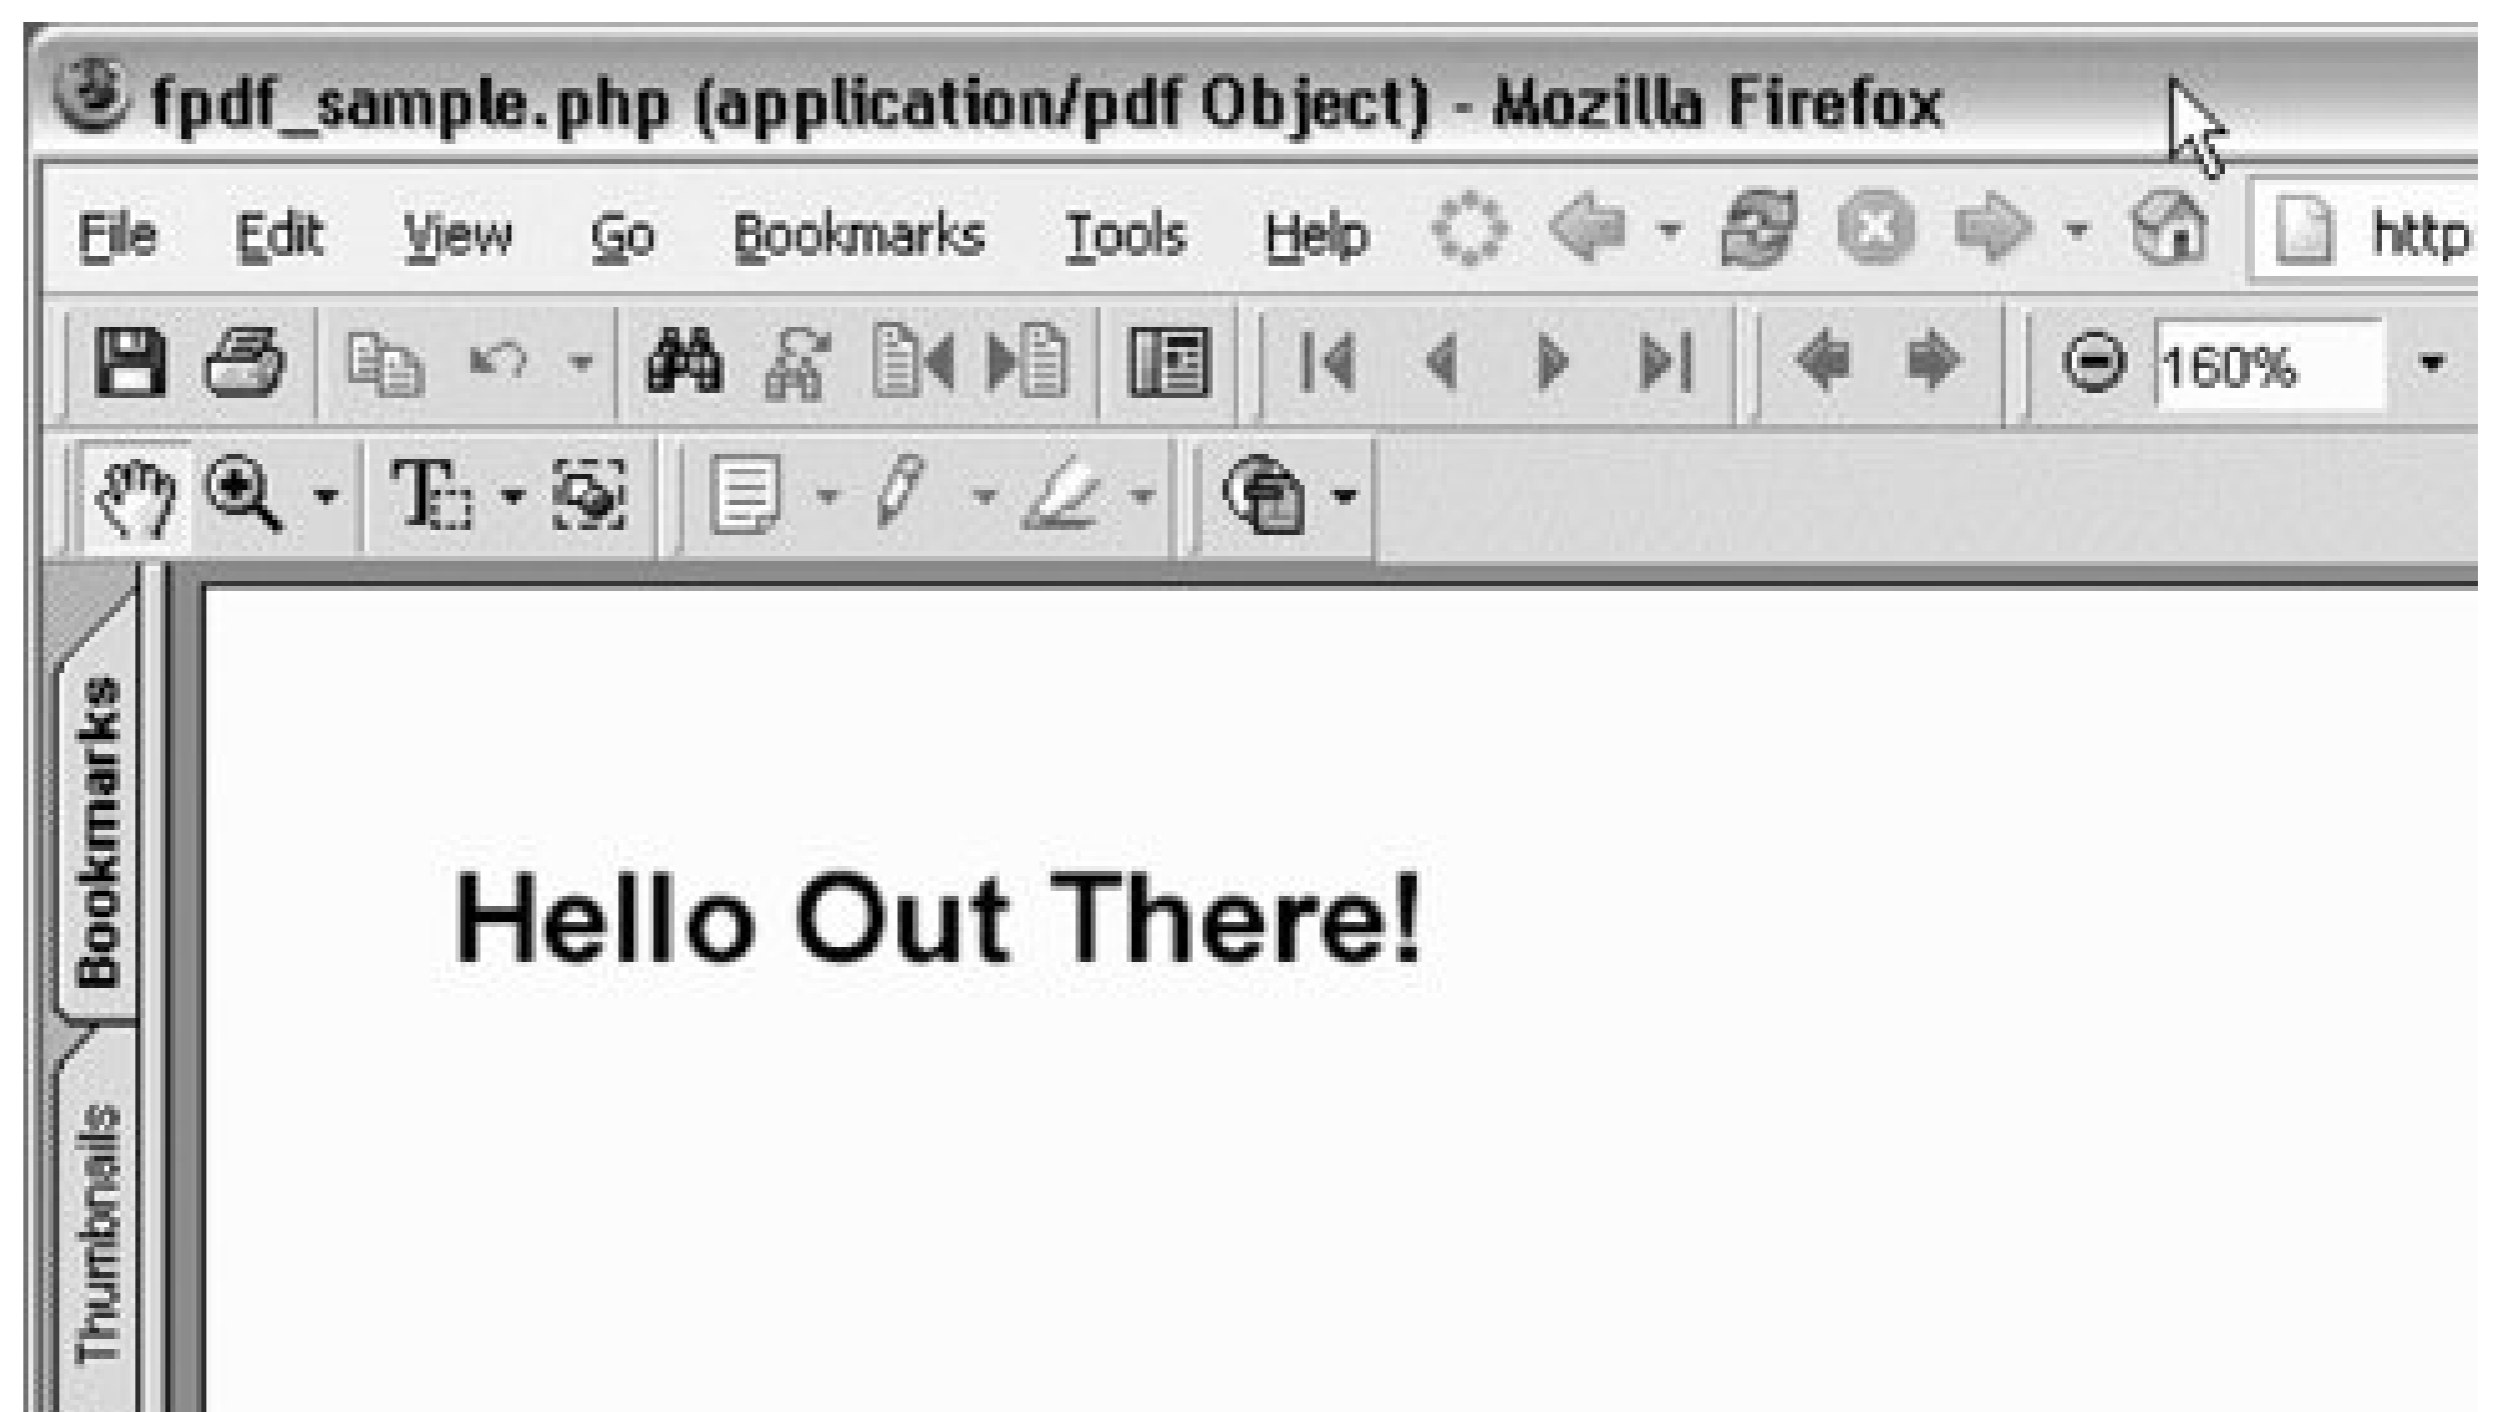 fpdf_sample.php (application/pdf Object) - Mozilla Firefox
File Edit View Go Bookmarks Tools Help http
160%
Bookmarks
Hello Out There!
Thumbnails